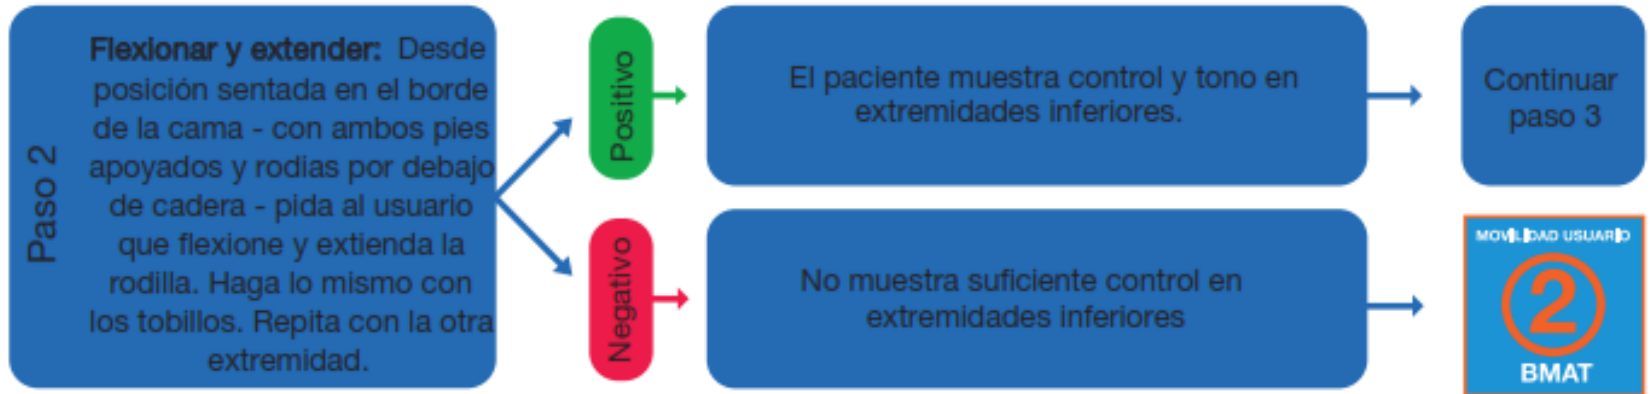 Paso 2
Flexionar y extender: Desde
posición sentada en el borde
de la cama - con ambos pies
apoyados y rodias por debajo
de cadera - pida al usuario
que flexione y extienda la
rodilla. Haga lo mismo con
los tobillos. Repita con la otra
extremidad.
Positivo
El paciente muestra control y tono en
extremidades inferiores.
Continuar
paso 3
Negativo
No muestra suficiente control en
extremidades inferiores
MOVILIDAD USUARIO
2
BMAT